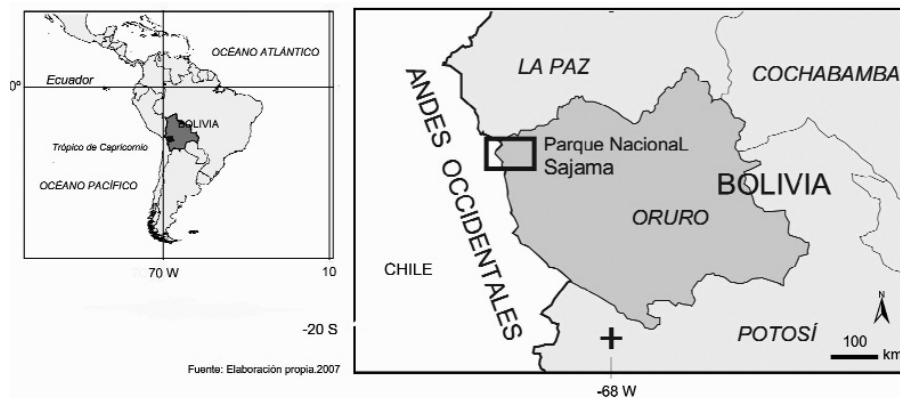 OCÉANO ATLÁNTICO
Ecuador
0º
BOLIVIA
Trópico de Capricornio
OCÉANO PACÍFICO
70 W
10
-20 S
Fuente: Elaboración propia.2007
LA PAZ
COCHABAMBA
ANDES OCCIDENTALES
Parque NacionaL
Sajama
BOLIVIA
ORURO
CHILE
N
POTOSÍ
100
km
-68 W